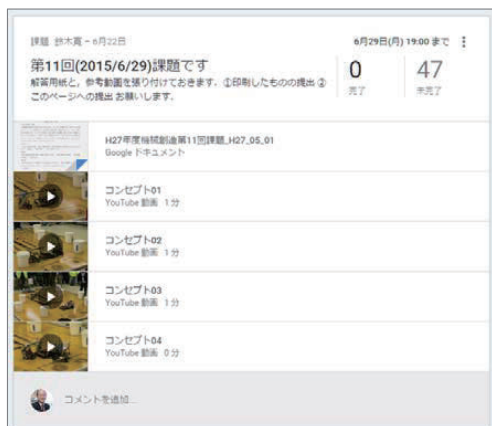 課題 鈴木寛 - 6月22日
6月29日(月) 19:00 まで
第11回(2015/6/29)課題です
解答用紙と，参考動画を張り付けておきます．①印刷したものの提出②
このページへの提出 お願いします．
0
完了
47
未完了
H27年度機械創造第11回課題_H27_05_01
Google ドキュメント
コンセプト01
YouTube 動画 1 分
コンセプト02
YouTube 動画 1 分
コンセプト03
YouTube 動画 1 分
コンセプト04
YouTube 動画 0 分
コメントを追加...